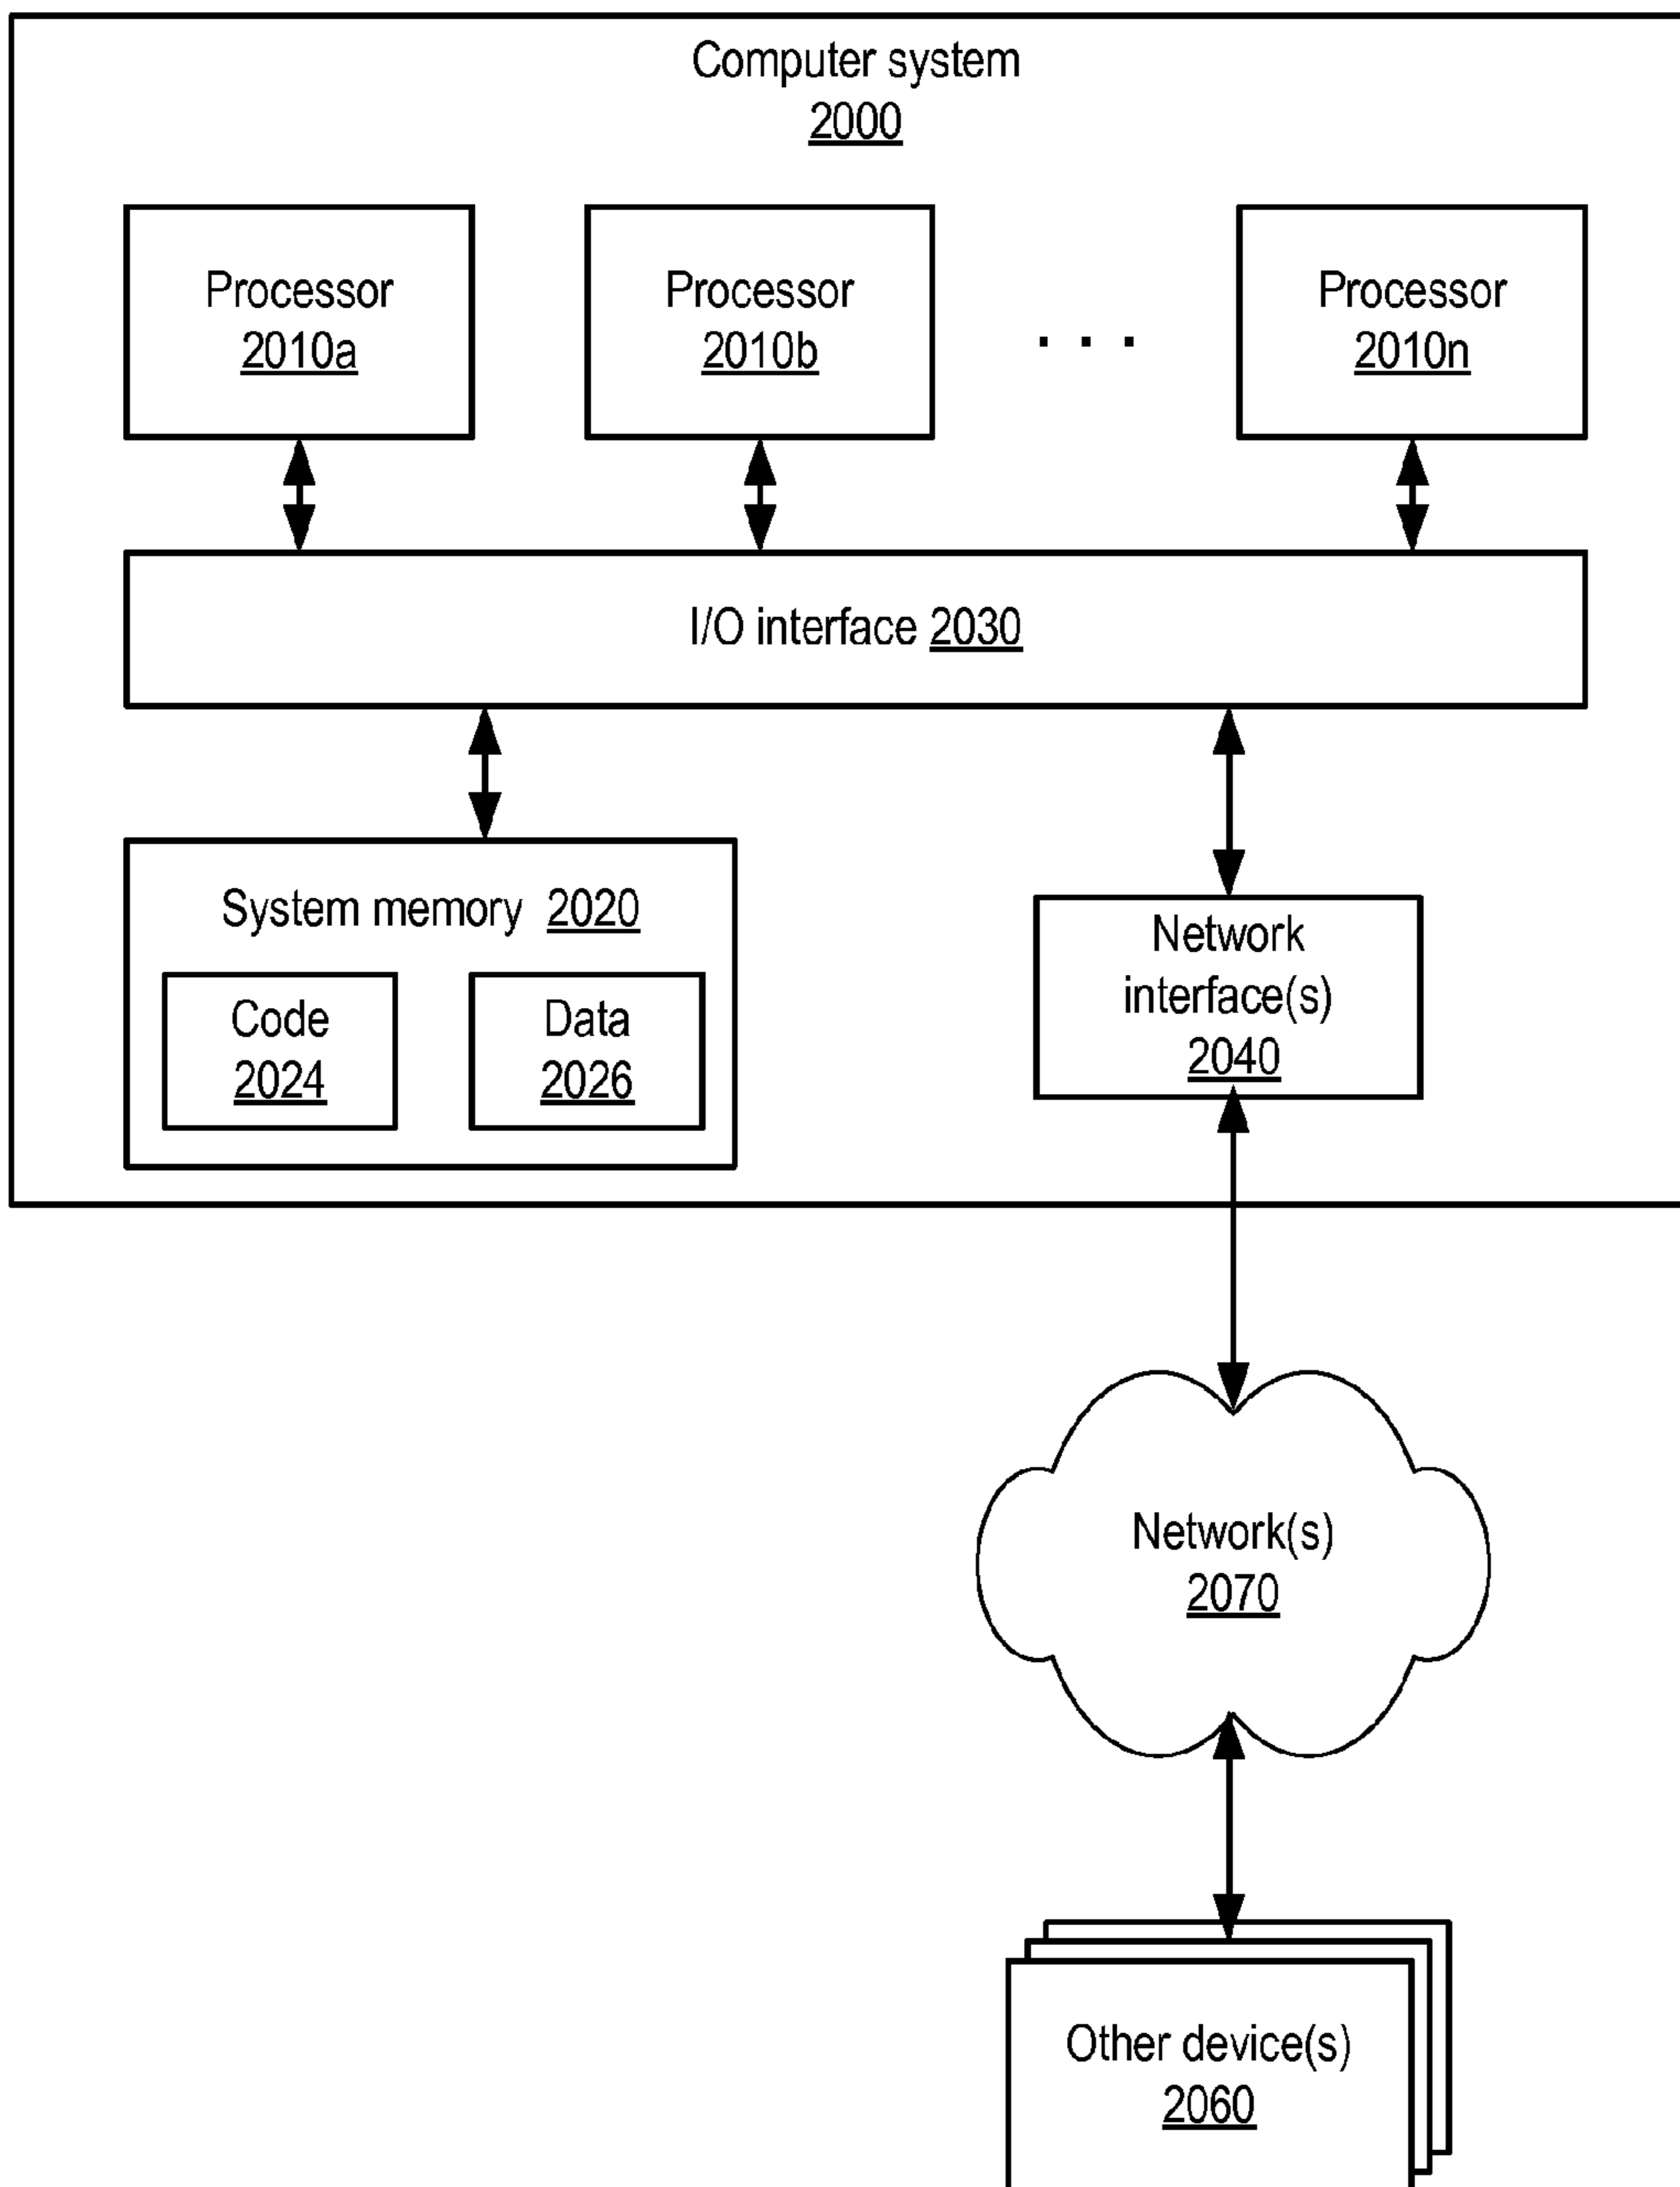 Computer system
2000
Processor
2010a
Processor
2010b
. . .
Processor
2010n
I/O interface 2030
System memory 2020
Code
2024
Data
2026
Network
interface(s)
2040
Network(s)
2070
Other device(s)
2060